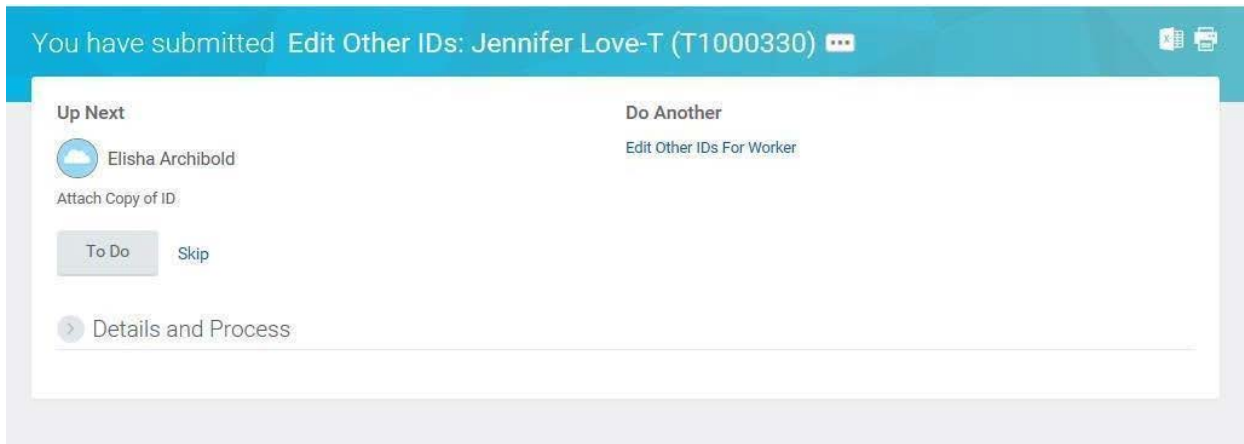 You have submitted Edit Other IDs: Jennifer Love-T (T1000330)
Up Next
Elisha Archibold
Attach Copy of ID
To Do Skip
Do Another
Edit Other IDs For Worker
Details and Process